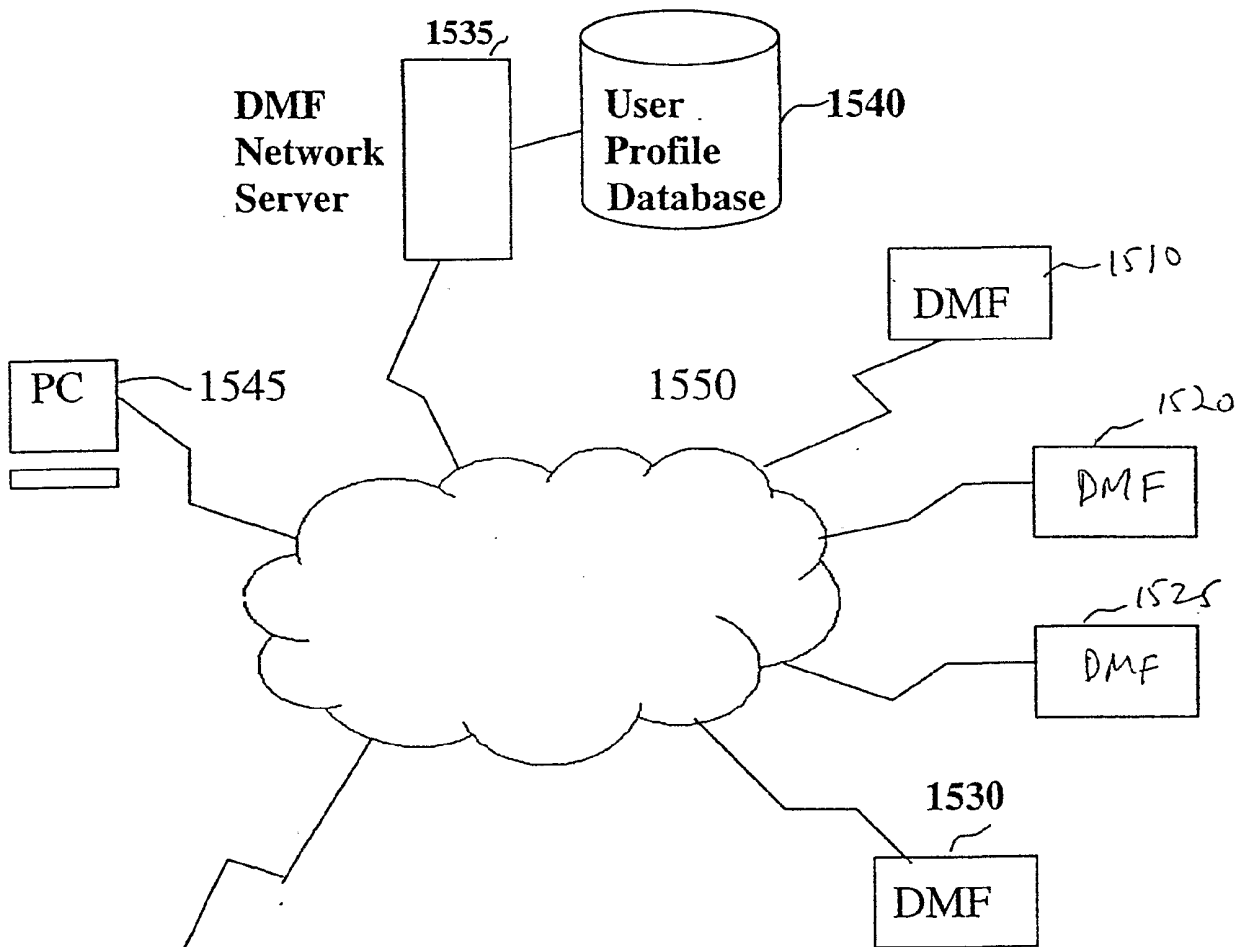 1535
DMF
Network
Server
User
Profile
Database
1540
DMF
1510
PC
1545
1550
1520
DMF
1525
DMF
1530
DMF